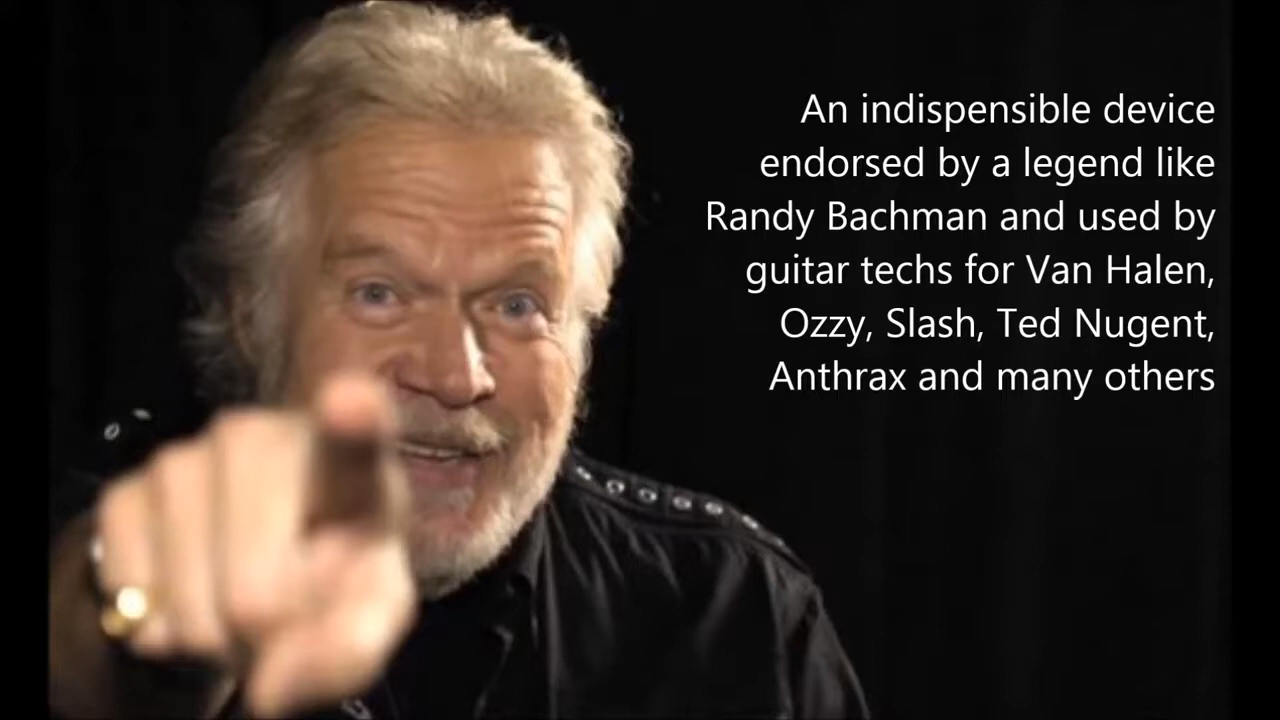 An indispensible device
endorsed by a legend like
Randy Bachman and used by
guitar techs for Van Halen,
Ozzy, Slash, Ted Nugent,
Anthrax and many others